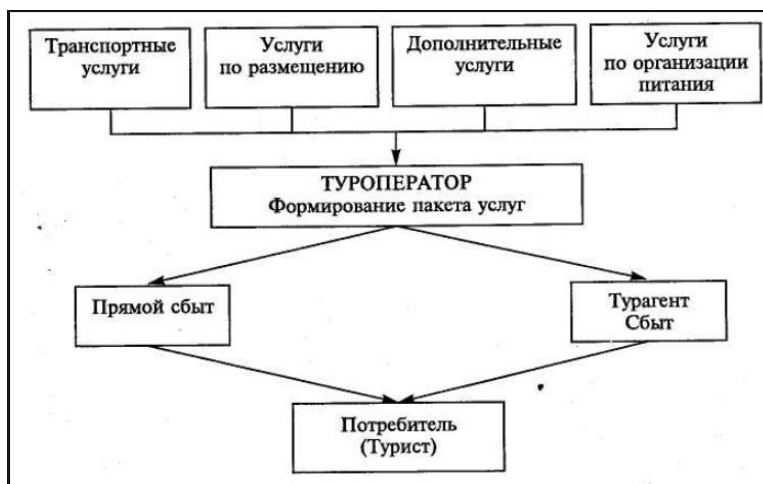 Транспортные
услуги
Услуги
по размещению
Дополнительные
услуги
Услуги
по организации
питания
ТУРОПЕРАТОР
Формирование пакета услуг
Прямой сбыт
Турагент
Сбыт
Потребитель
(Турист)